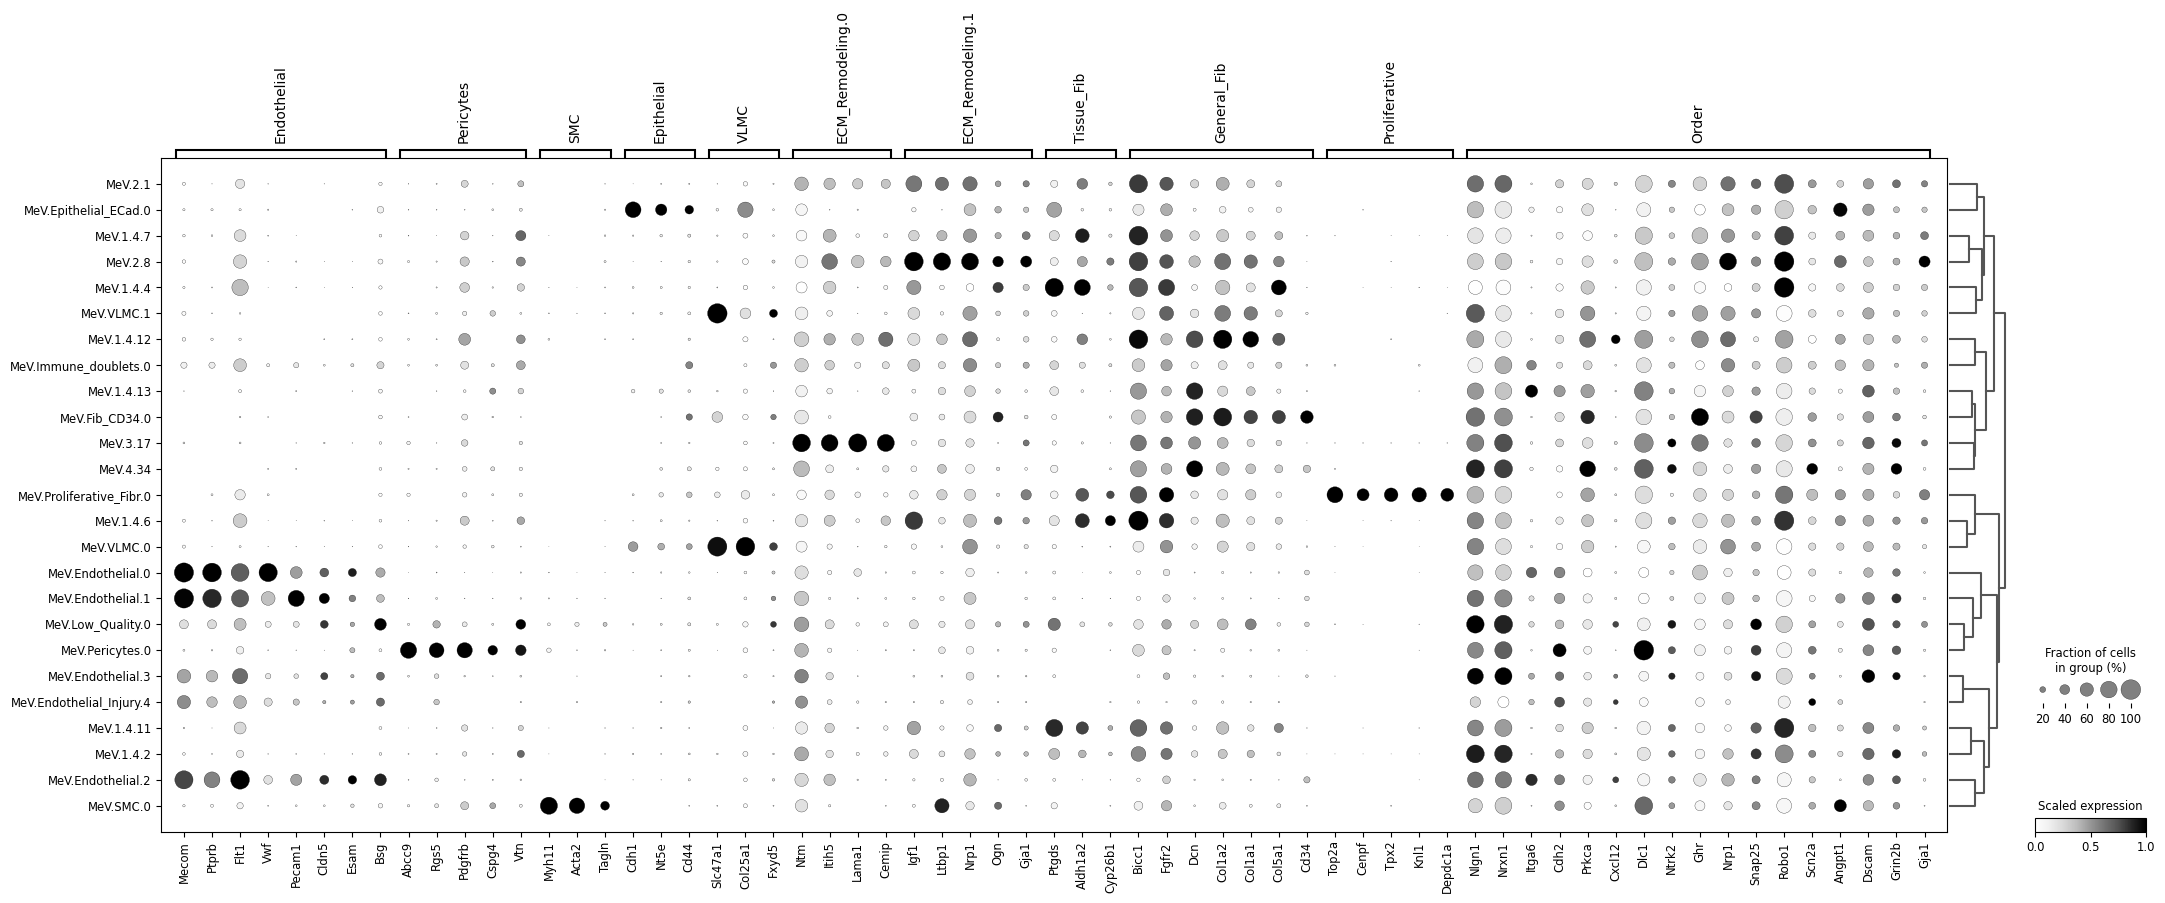 Endothelial
Pericytes
SMC
Epithelial
VLMC
ECM_Remodeling.0
ECM_Remodeling.1
Tissue_Fib
General_Fib
Proliferative
Order
MeV.2.1
MeV.Epithelial_ECad.0
MeV.1.4.7
MeV.2.8
MeV.1.4.4
MeV.VLMC.1
MeV.1.4.12
MeV.Immune_doublets.0
MeV.1.4.13
MeV.Fib_CD34.0
MeV.3.17
MeV.4.34
MeV.Proliferative_Fibr.0
MeV.1.4.6
MeV.VLMC.0
MeV.Endothelial.0
MeV.Endothelial.1
MeV.Low_Quality.0
MeV.Pericytes.0
MeV.Endothelial.3
MeV.Endothelial_Injury.4
MeV.1.4.11
MeV.1.4.2
MeV.Endothelial.2
MeV.SMC.0
Mecom
Ptprb
Flt1
Vwf
Pecam1
Cldn5
Esam
Bsg
Abcc9
Rgs5
Pdgfrb
Cspg4
Vtn
Myh11
Acta2
Tagln
Cdh1
Nt5e
Cd44
Slc47a1
Col25a1
Fxyd5
Ntm
Itih5
Lama1
Cemip
Igf1
Ltbp1
Nrp1
Ogn
Gja1
Ptgds
Aldh1a2
Cyp26b1
Bicc1
Fgfr2
Dcn
Col1a2
Col1a1
Col5a1
Cd34
Top2a
Cenpf
Tpx2
Knl1
Depdc1a
Nlgn1
Nrxn1
Itga6
Cdh2
Prkca
Cxcl12
Dlc1
Ntrk2
Ghr
Nrp1
Snap25
Robo1
Scn2a
Angpt1
Dscam
Grin2b
Gja1
Fraction of cells
in group (%)
20 40 60 80 100
Scaled expression
0.0 0.5 1.0